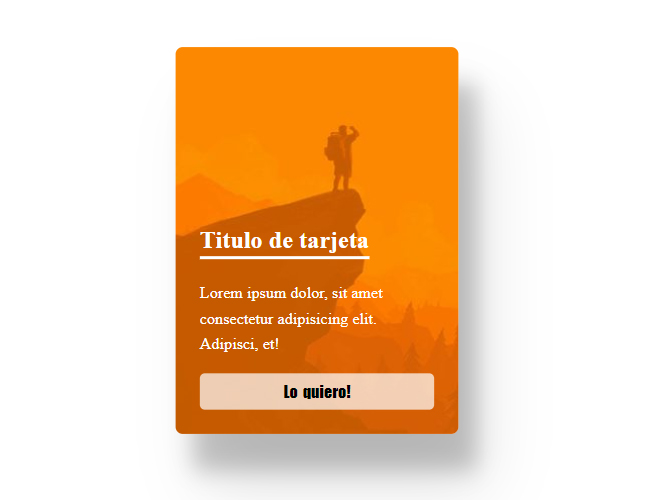 Titulo de tarjeta
Lorem ipsum dolor, sit amet
consectetur adipisicing elit.
Adipisci, et!
Lo quiero!